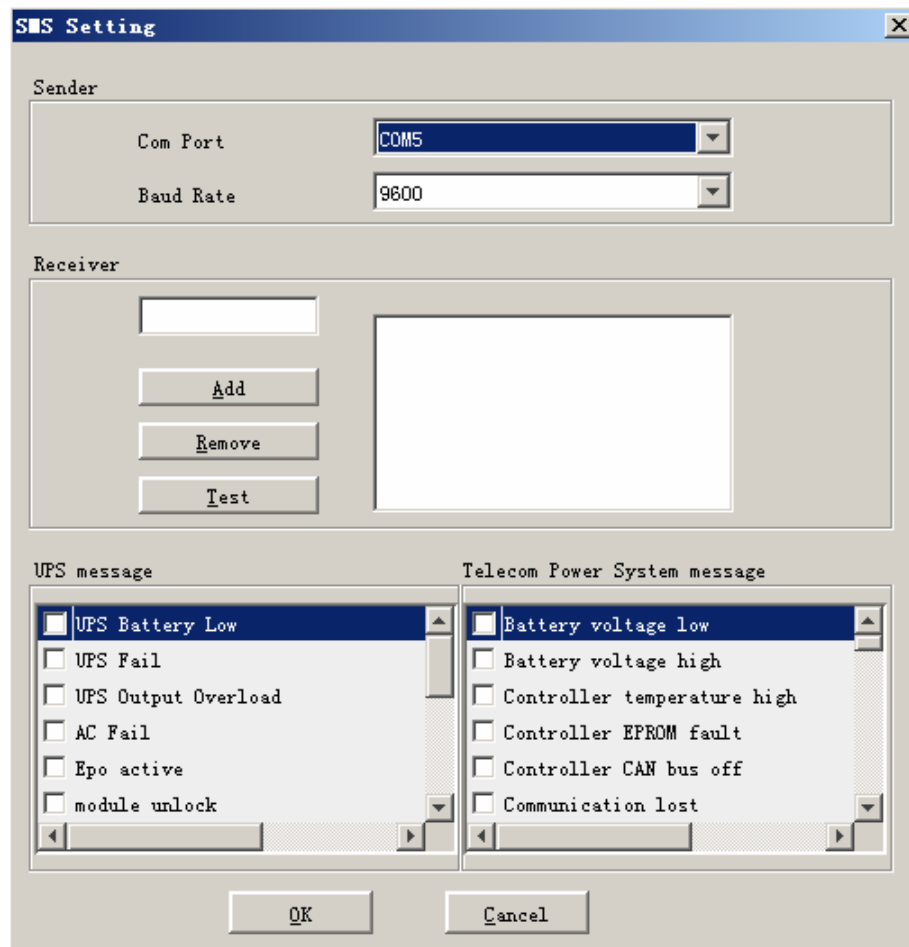 SMS Setting
Sender
Com Port
COM5
Baud Rate
9600
Receiver
Add
Remove
Test
UPS message
UPS Battery Low
UPS Fail
UPS Output Overload
AC Fail
Epo active
module unlock
Telecom Power System message
Battery voltage low
Battery voltage high
Controller temperature high
Controller EPROM fault
Controller CAN bus off
Communication lost
OK
Cancel